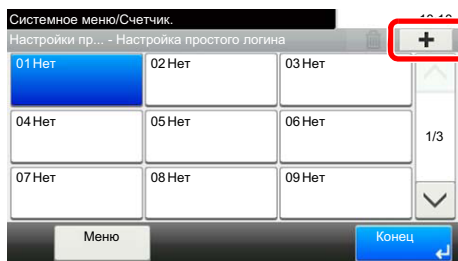 Системное меню/Счетчик.
Настройки пр... - Настройка простого логина
01 Нет 02 Нет 03 Нет
04 Нет 05 Нет 06 Нет
1/3
07 Нет 08 Нет 09 Нет
Меню Конец